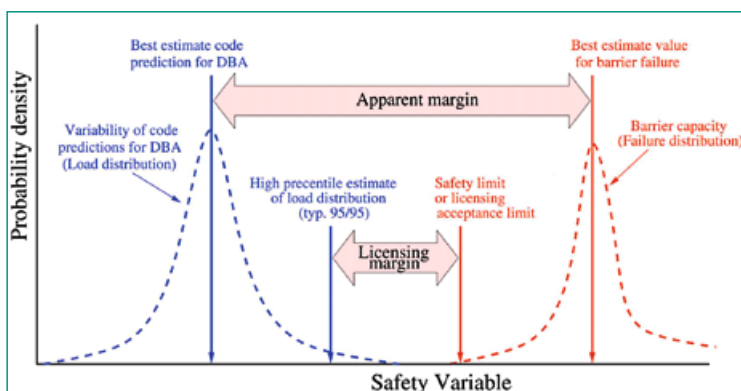 Best estimate code
prediction for DBA
Best estimate value
for barrier failure
Apparent margin
Variability of code
predictions for DBA
(Load distribution)
Barrier capacity
(Failure distribution)
High precentile estimate
of load distribution
(typ. 95/95)
Safety limit
or licensing
acceptance limit
Licensing
margin
Probability density
Safety Variable